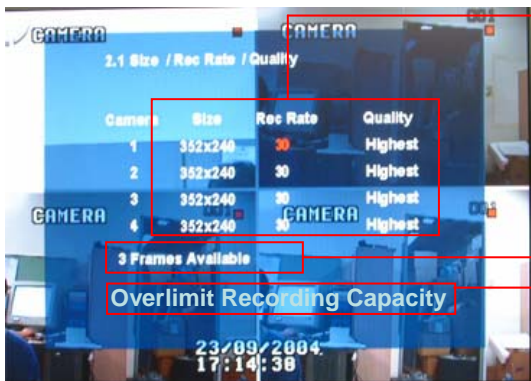 001
CAMERA CAMERA
2.1 Size / Rec Rate / Quality
Camera Size Rec Rate Quality
1 352x240 30 Highest
2 352x240 30 Highest
3 352x240 30 Highest
4 352x240 30 Highest
CAMERA CAMERA
3 Frames Available
Overlimit Recording Capacity
23/09/2004
17:14:38